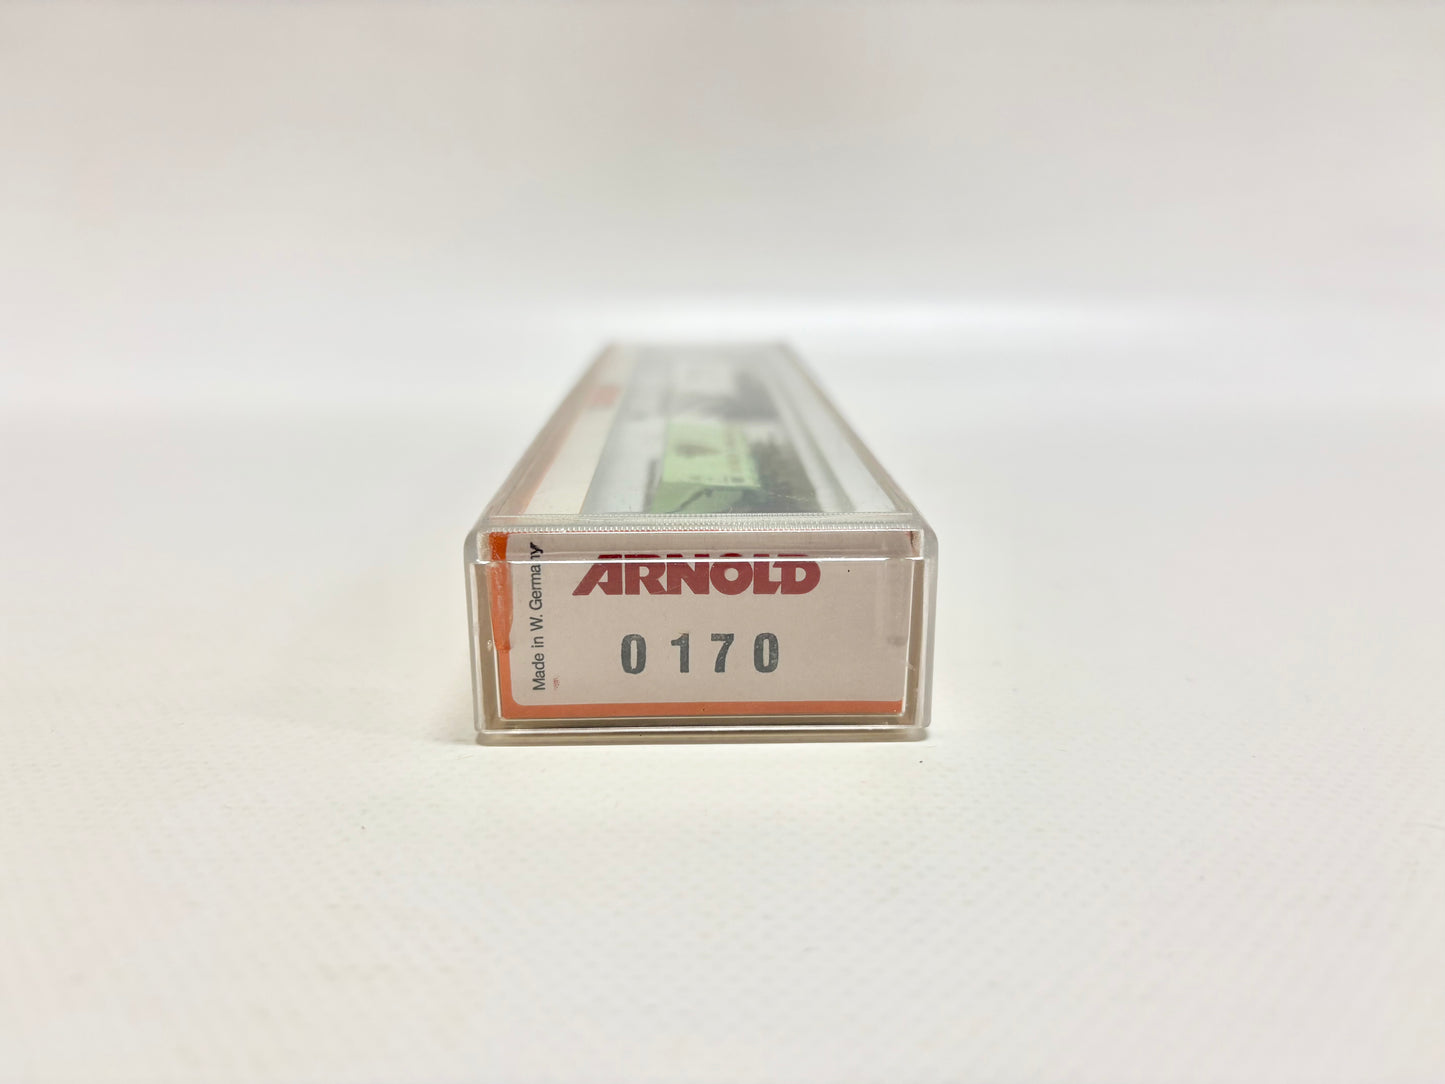 ARNOLD
0170
Made in W. Germany